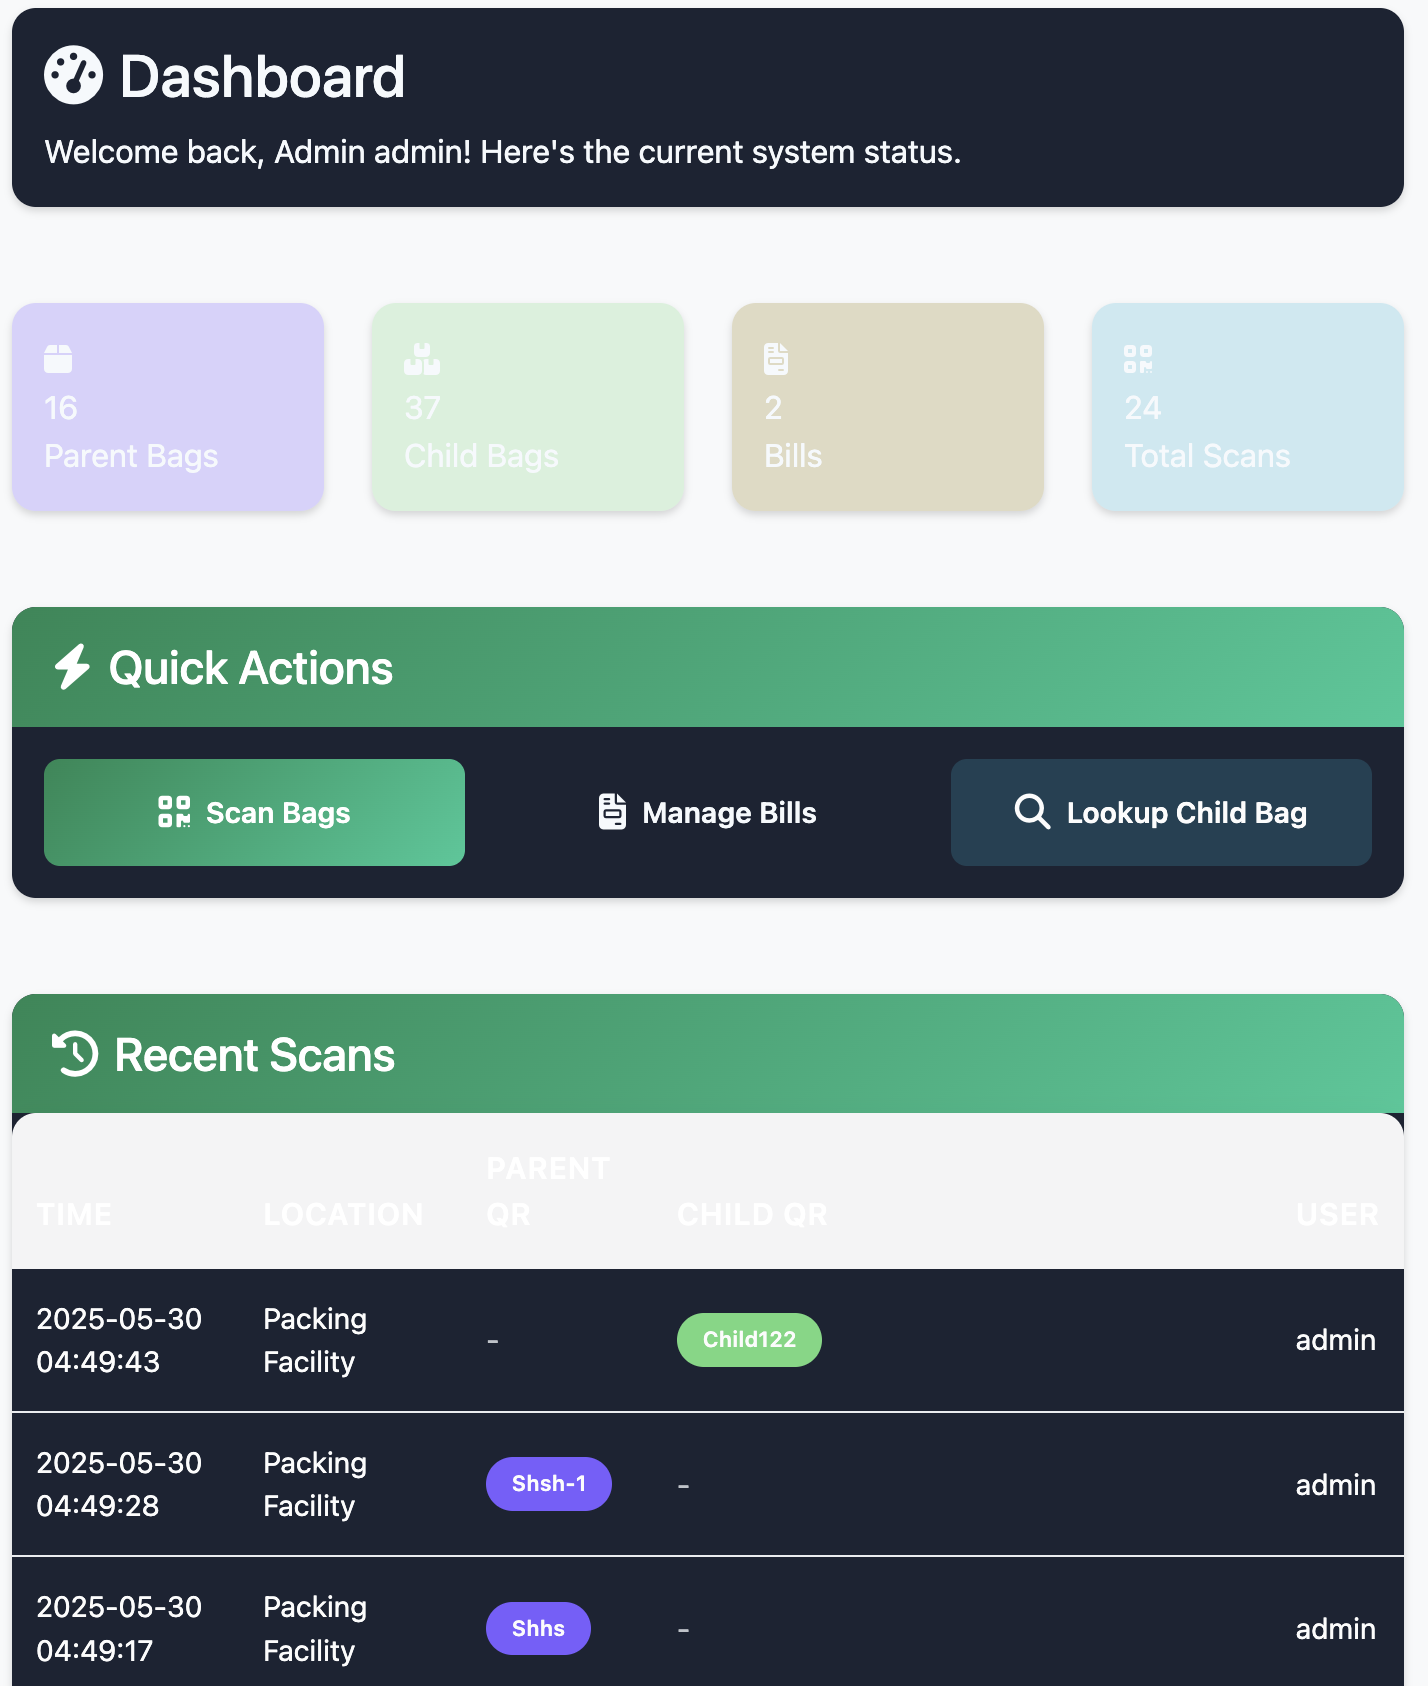 Dashboard
Welcome back, Admin admin! Here's the current system status.
16
Parent Bags
37
Child Bags
2
Bills
24
Total Scans
Quick Actions
Scan Bags
Manage Bills
Lookup Child Bag
Recent Scans
TIME
LOCATION
PARENT
QR
CHILD QR
USER
2025-05-30
04:49:43
Packing
Facility
-
Child122
admin
2025-05-30
04:49:28
Packing
Facility
Shsh-1
-
admin
2025-05-30
04:49:17
Packing
Facility
Shhs
-
admin